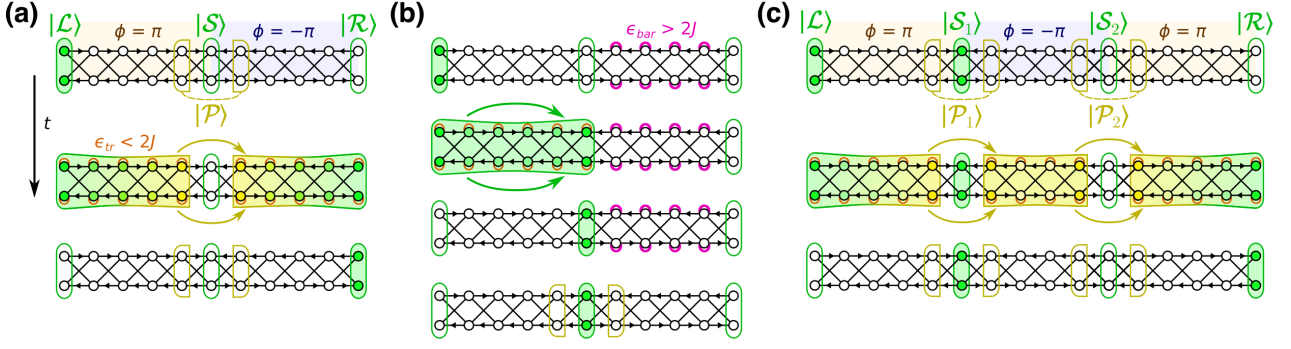 (a)
|ℒ⟩ ϕ = π |𝒮⟩ ϕ = −π |ℛ⟩
|𝒫⟩
t
ϵ_tr < 2J
(b)
ϵ_bar > 2J
(c)
|ℒ⟩ ϕ = π |𝒮₁⟩ ϕ = −π |𝒮₂⟩ ϕ = π |ℛ⟩
|𝒫₁⟩ |𝒫₂⟩